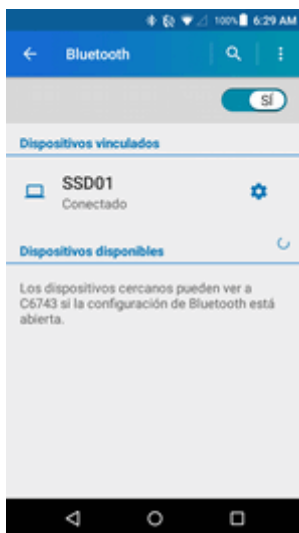 100% 6:29 AM
Bluetooth
SÍ
Dispositivos vinculados
SSD01
Conectado
Dispositivos disponibles
Los dispositivos cercanos pueden ver a
C6743 si la configuración de Bluetooth está
abierta.